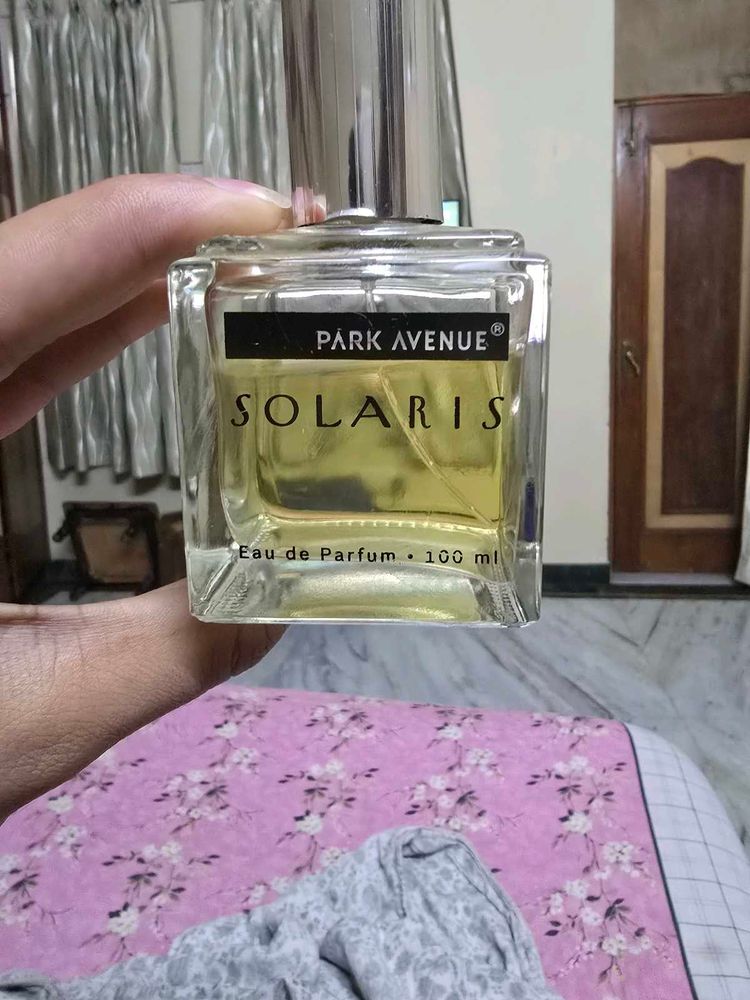 PARK AVENUE®
SOLARIS
Eau de Parfum • 100 ml